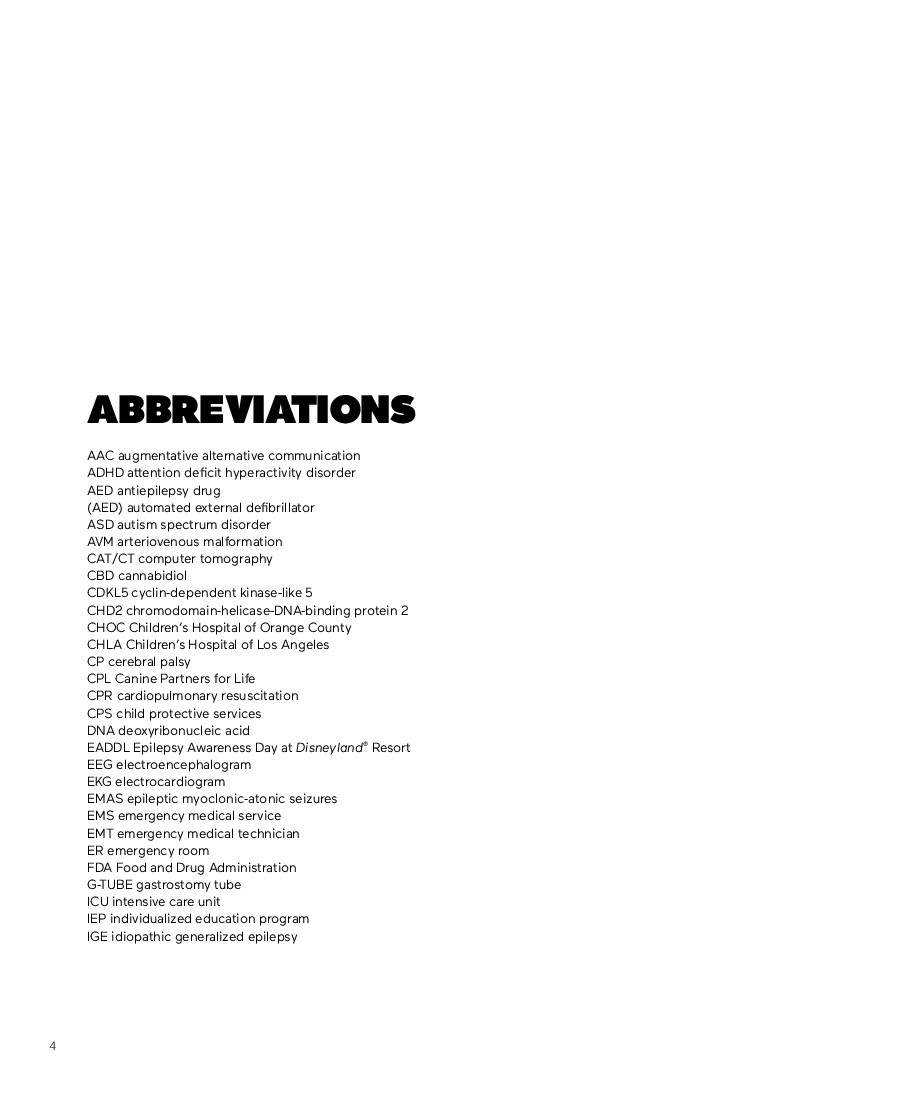 ABBREVIATIONS
AAC augmentative alternative communication
ADHD attention deficit hyperactivity disorder
AED antiepilepsy drug
(AED) automated external defibrillator
ASD autism spectrum disorder
AVM arteriovenous malformation
CAT/CT computer tomography
CBD cannabidiol
CDKL5 cyclin-dependent kinase-like 5
CHD2 chromodomain-helicase-DNA-binding protein 2
CHOC Children's Hospital of Orange County
CHLA Children's Hospital of Los Angeles
CP cerebral palsy
CPL Canine Partners for Life
CPR cardiopulmonary resuscitation
CPS child protective services
DNA deoxyribonucleic acid
EADDL Epilepsy Awareness Day at Disneyland® Resort
EEG electroencephalogram
EKG electrocardiogram
EMAS epileptic myoclonic-atonic seizures
EMS emergency medical service
EMT emergency medical technician
ER emergency room
FDA Food and Drug Administration
G-TUBE gastrostomy tube
ICU intensive care unit
IEP individualized education program
IGE idiopathic generalized epilepsy
4